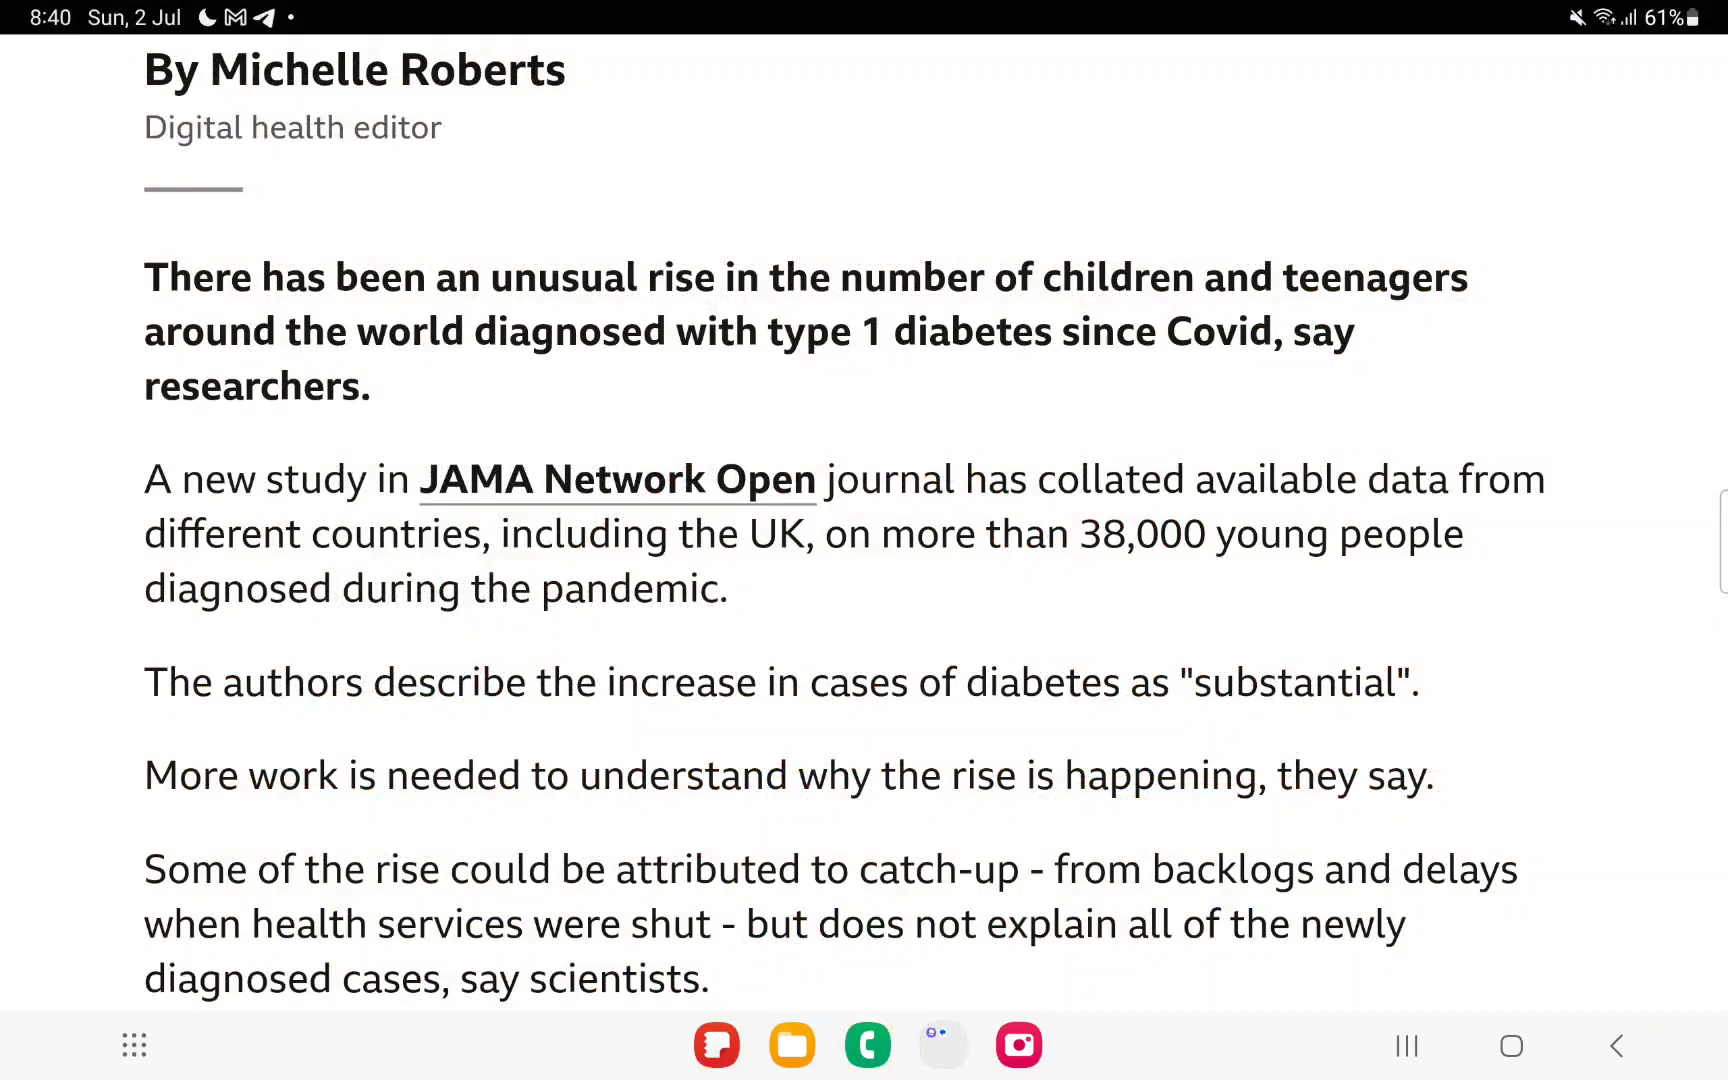 8:40 Sun, 2 Jul 61%
By Michelle Roberts
Digital health editor
There has been an unusual rise in the number of children and teenagers
around the world diagnosed with type 1 diabetes since Covid, say
researchers.
A new study in JAMA Network Open journal has collated available data from
different countries, including the UK, on more than 38,000 young people
diagnosed during the pandemic.
The authors describe the increase in cases of diabetes as "substantial".
More work is needed to understand why the rise is happening, they say.
Some of the rise could be attributed to catch-up - from backlogs and delays
when health services were shut - but does not explain all of the newly
diagnosed cases, say scientists.